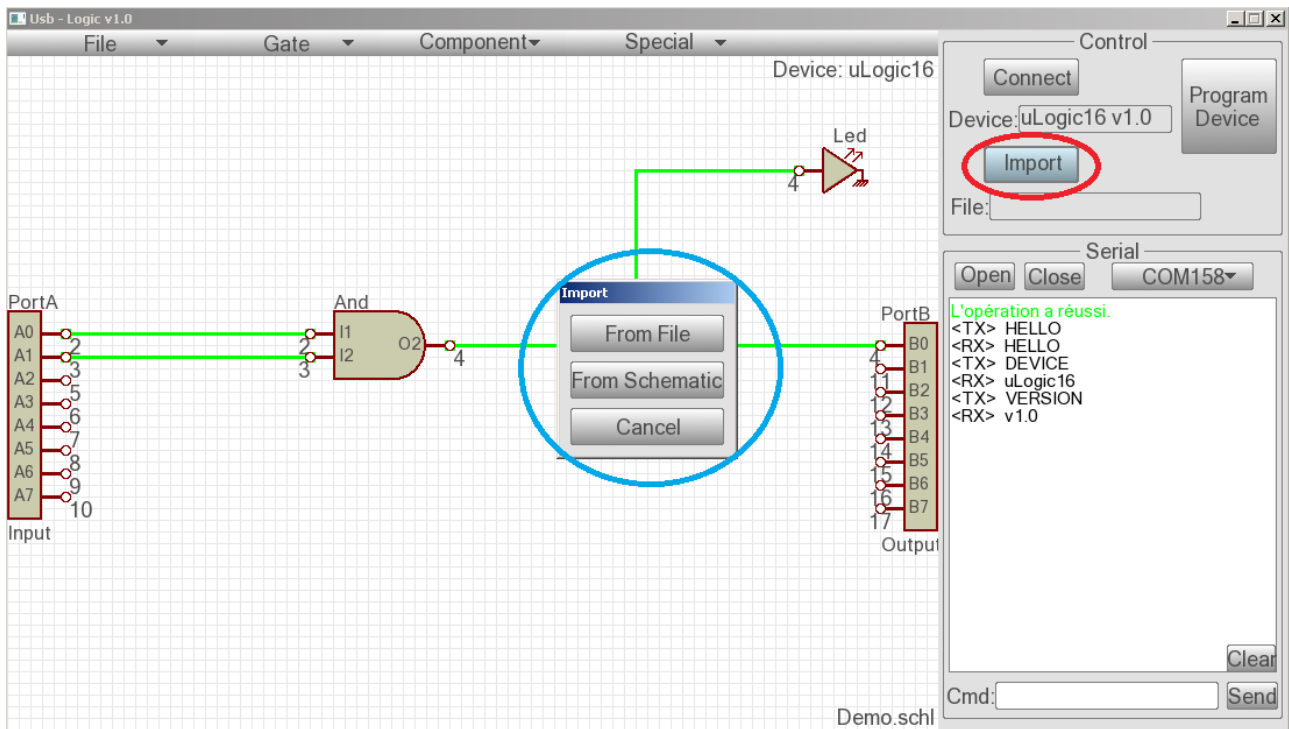 Usb - Logic v1.0
File Gate Component Special
Device: uLogic16
Led
4
PortA
A0
A1
A2
A3
A4
A5
A6
A7
2
3
5
6
7
8
9
10
Input
And
I1
I2
O2
2
3
4
Import
From File
From Schematic
Cancel
PortB
B0
B1
B2
B3
B4
B5
B6
B7
4
11
12
13
14
15
16
17
Output
Demo.schl
Control
Connect
Program
Device
Device: uLogic16 v1.0
Import
File:
Serial
Open Close COM158
L'opération a réussi.
<TX> HELLO
<RX> HELLO
<TX> DEVICE
<RX> uLogic16
<TX> VERSION
<RX> v1.0
Clear
Cmd: Send